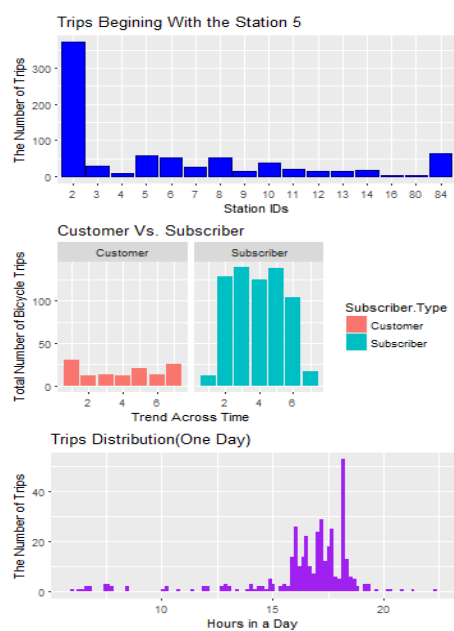 Trips Begining With the Station 5
The Number of Trips
300
200
100
0
2 3 4 5 6 7 8 9 10 11 12 13 14 16 80 84
Station IDs
Customer Vs. Subscriber
Customer Subscriber
Total Number of Bicycle Trips
100
50
0
2 4 6 2 4 6
Trend Across Time
Subscriber.Type
Customer
Subscriber
Trips Distribution(One Day)
The Number of Trips
40
20
0
10 15 20
Hours in a Day